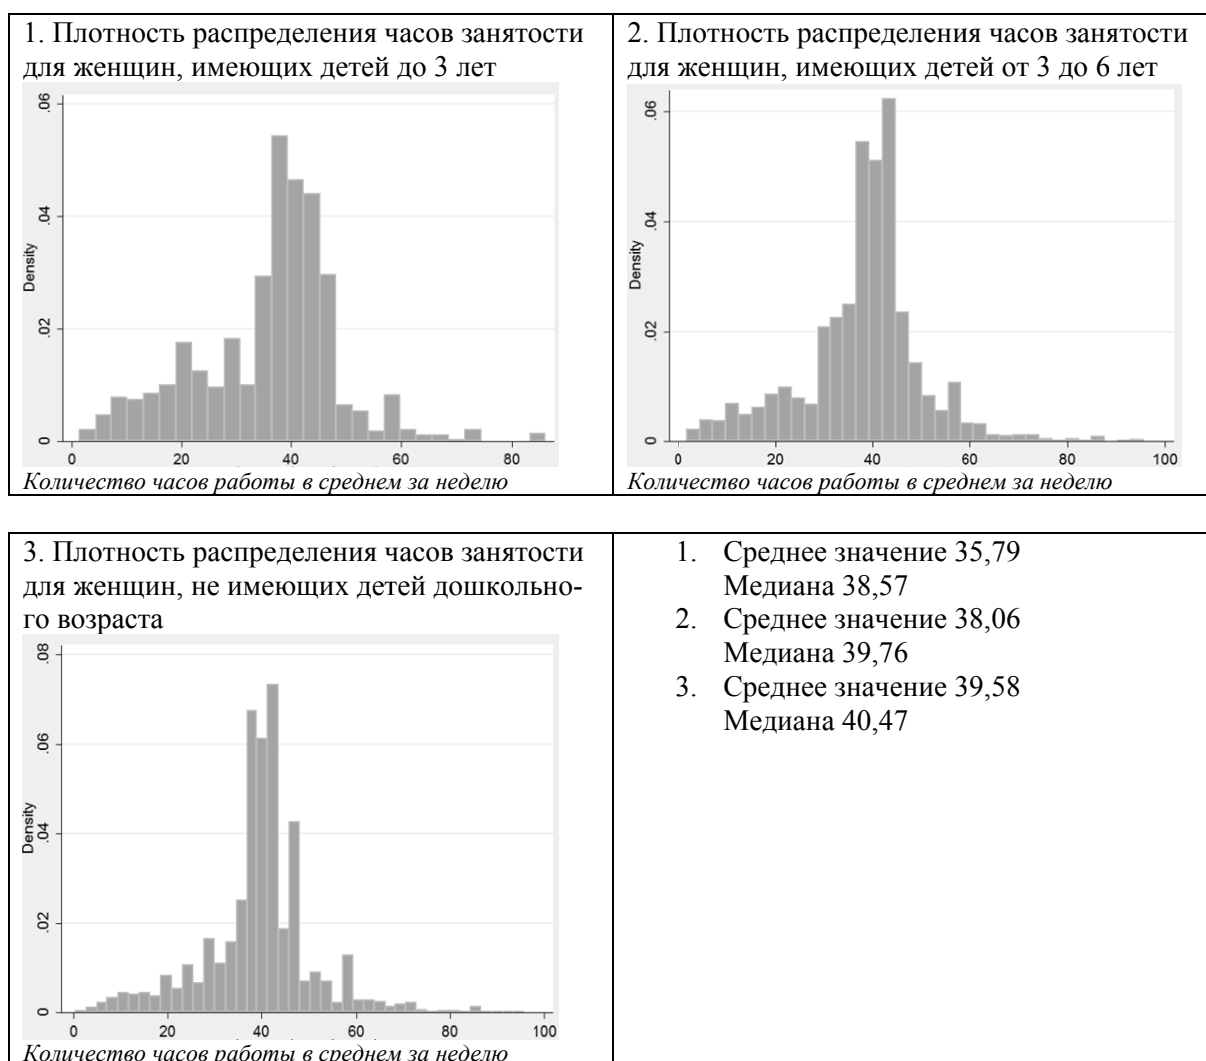 1. Плотность распределения часов занятости
для женщин, имеющих детей до 3 лет
.06
.04
Density
.02
0
0 20 40 60 80
Количество часов работы в среднем за неделю
2. Плотность распределения часов занятости
для женщин, имеющих детей от 3 до 6 лет
.06
.04
Density
.02
0
0 20 40 60 80 100
Количество часов работы в среднем за неделю
3. Плотность распределения часов занятости
для женщин, не имеющих детей дошкольно-
го возраста
.08
.06
Density
.04
.02
0
0 20 40 60 80 100
Количество часов работы в среднем за неделю
1. Среднее значение 35,79
Медиана 38,57
2. Среднее значение 38,06
Медиана 39,76
3. Среднее значение 39,58
Медиана 40,47